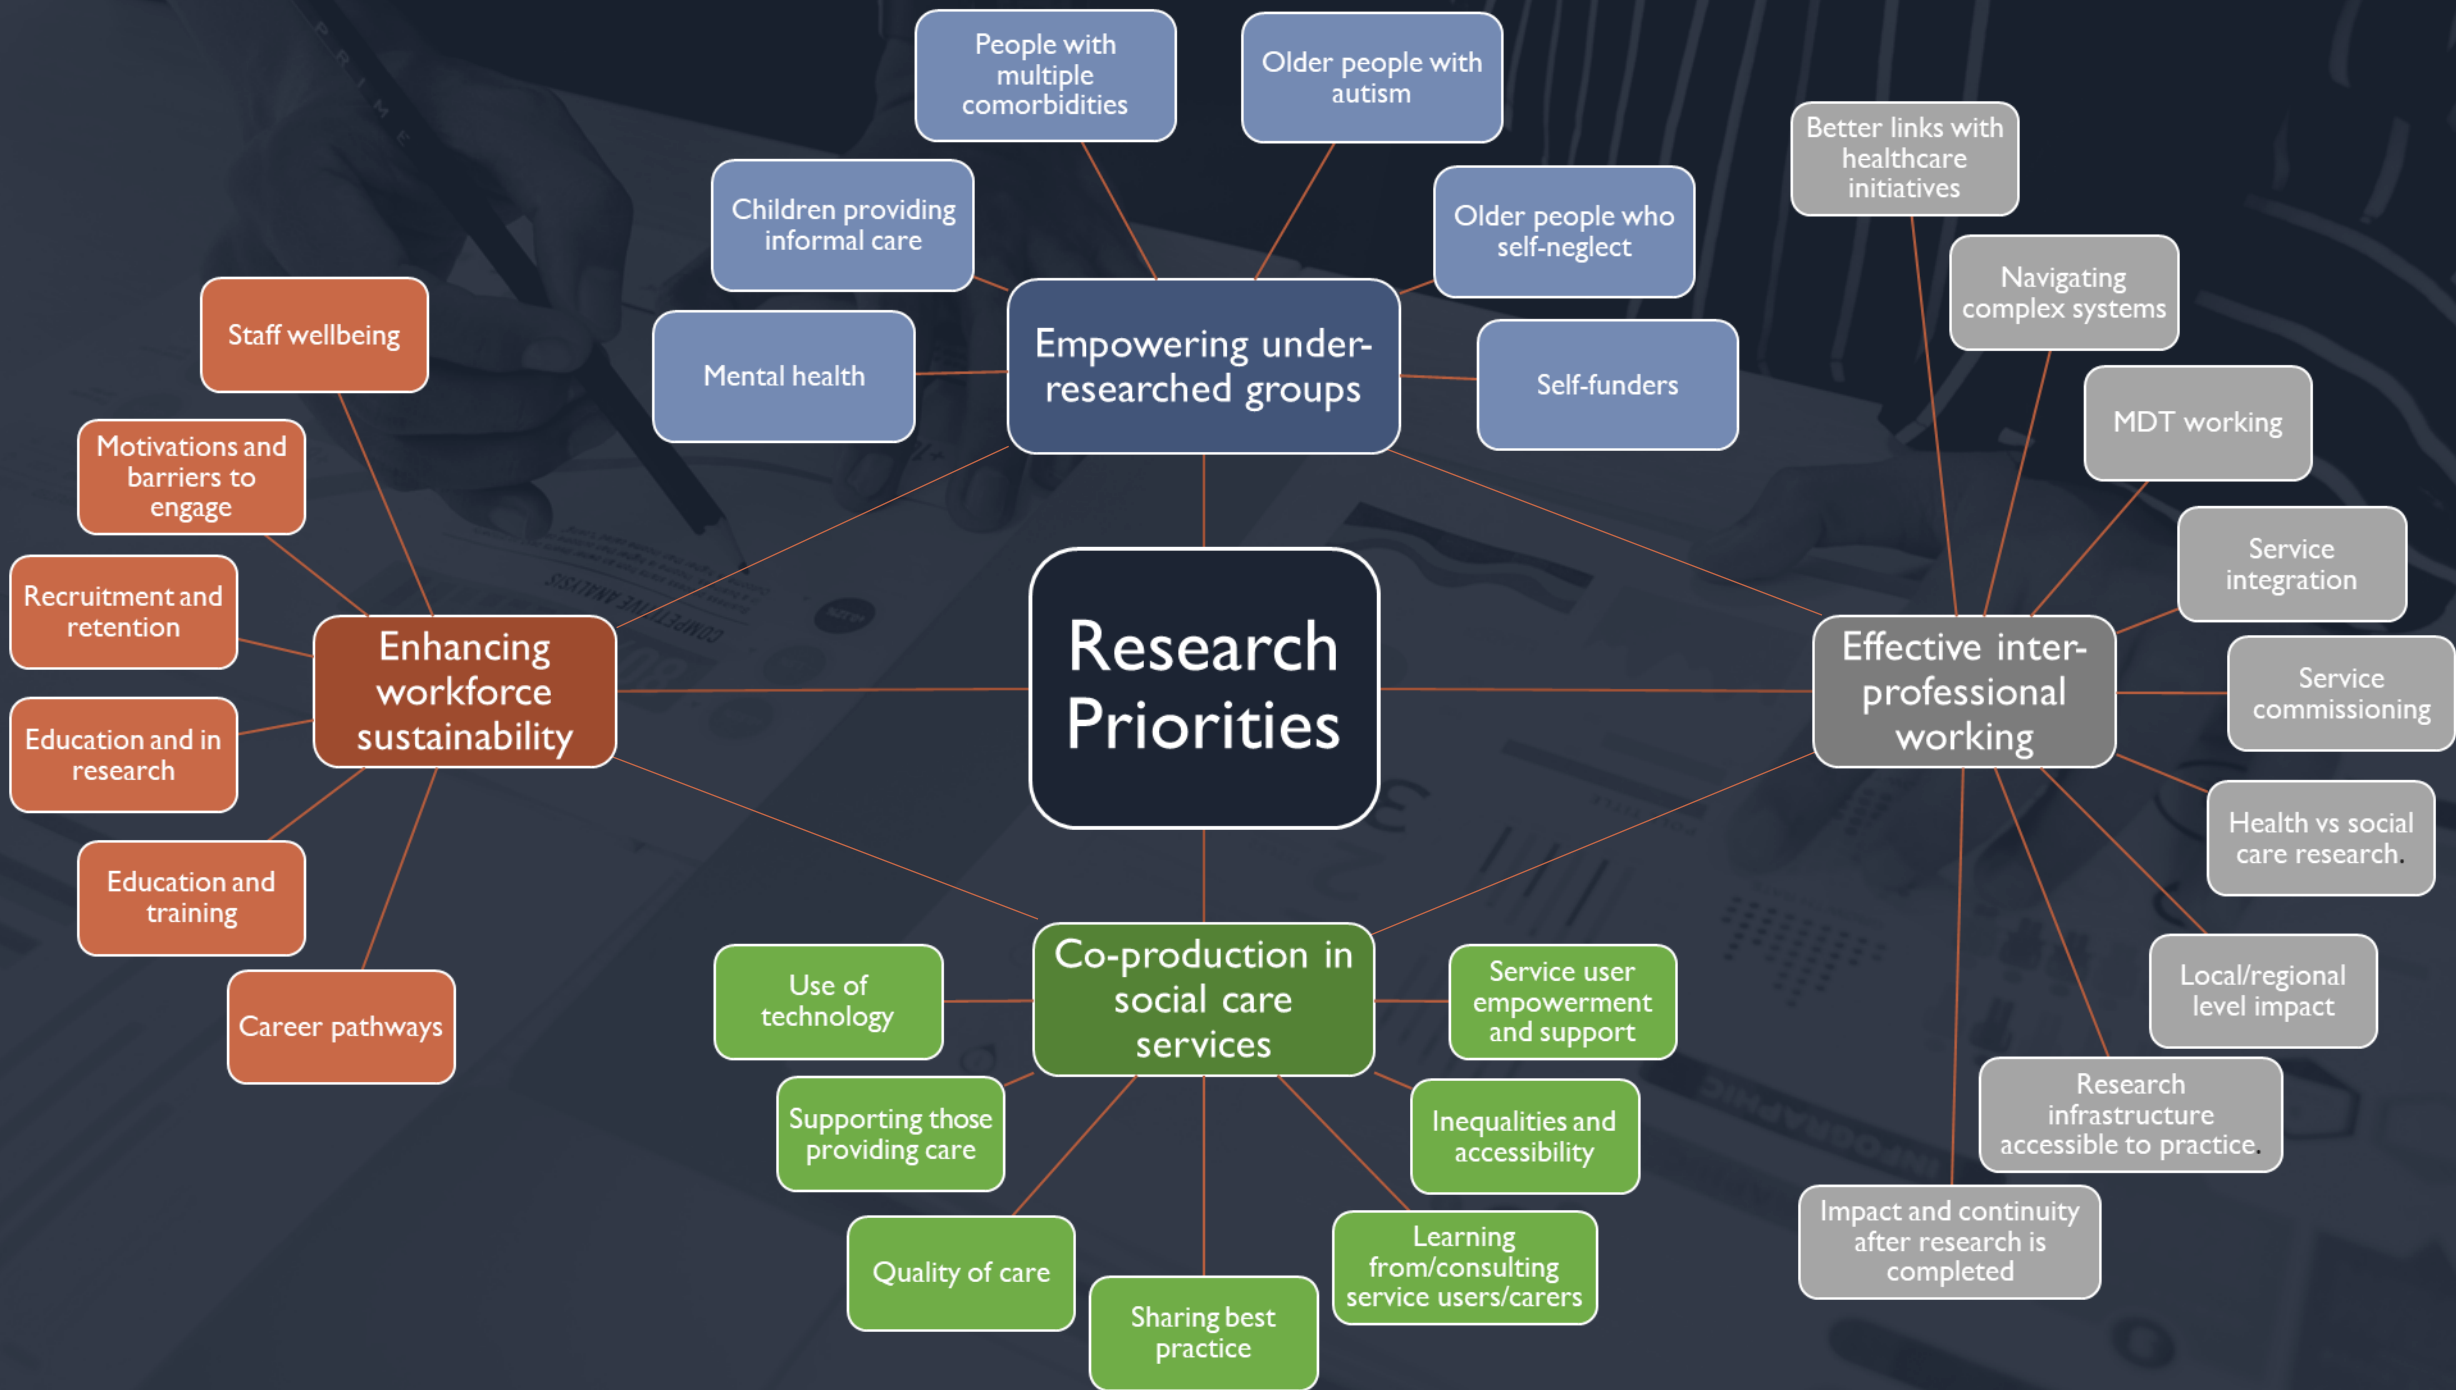 People with
multiple
comorbidities
Older people with
autism
Children providing
informal care
Older people who
self-neglect
Mental health
Self-funders
Empowering under-
researched groups
Better links with
healthcare
initiatives
Navigating
complex systems
MDT working
Service
integration
Service
commissioning
Health vs social
care research.
Local/regional
level impact
Research
infrastructure
accessible to practice.
Impact and continuity
after research is
completed
Effective inter-
professional
working
Research
Priorities
Staff wellbeing
Motivations and
barriers to
engage
Recruitment and
retention
Education and in
research
Education and
training
Career pathways
Enhancing
workforce
sustainability
Co-production in
social care
services
Use of
technology
Supporting those
providing care
Quality of care
Sharing best
practice
Learning
from/consulting
service users/carers
Inequalities and
accessibility
Service user
empowerment
and support
PRIME
COMPETITIVE ANALYSIS
INFOGRAPHIC